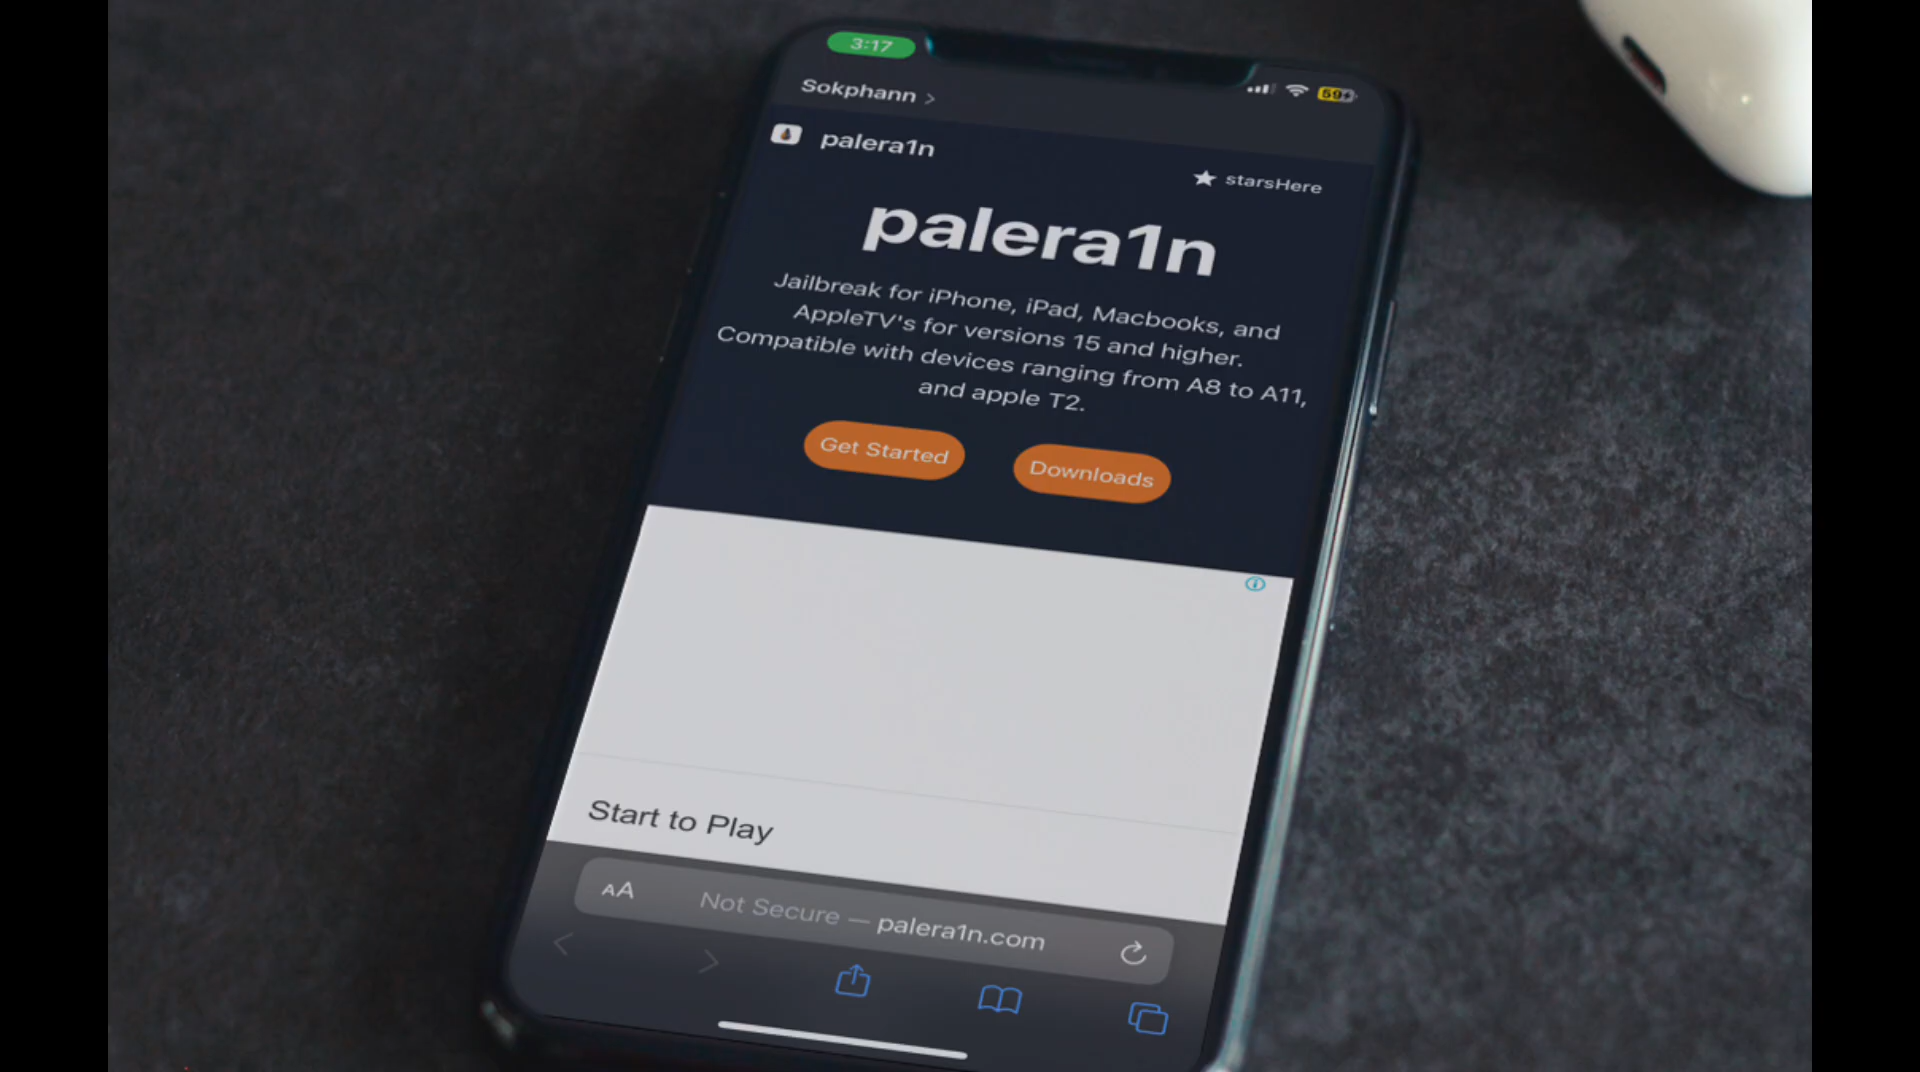 3:17
59
Sokphann >
palera1n
starsHere
palera1n
Jailbreak for iPhone, iPad, Macbooks, and
AppleTV's for versions 15 and higher.
Compatible with devices ranging from A8 to A11,
and apple T2.
Get Started
Downloads
Start to Play
AA
Not Secure — palera1n.com